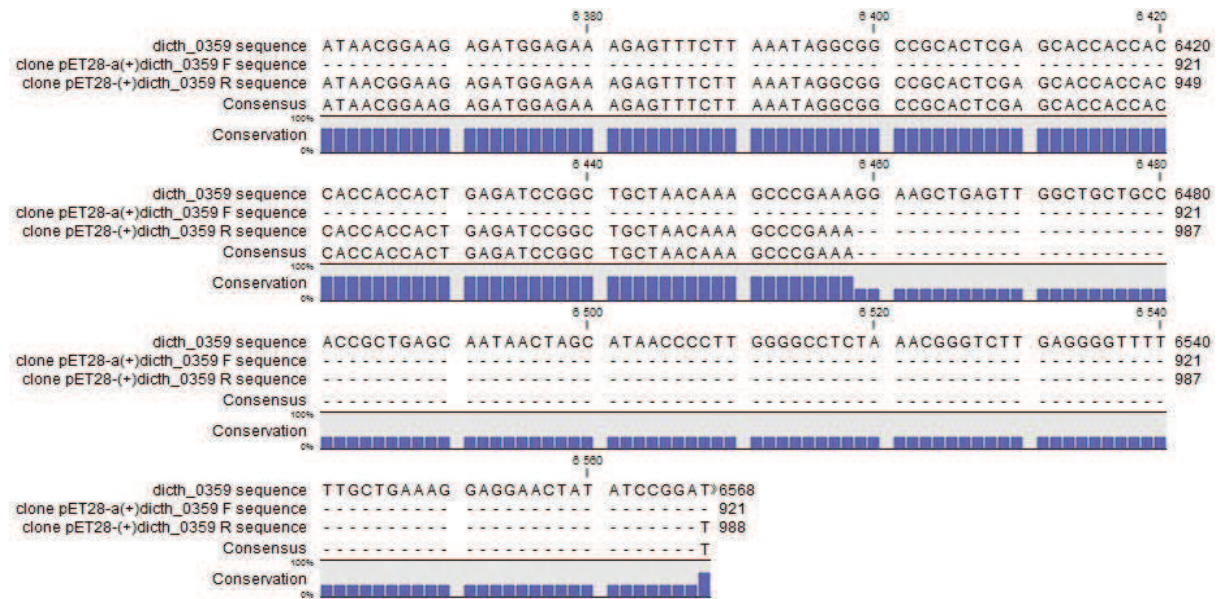 6 380 6 400 6 420
dicth_0359 sequence ATAACGGAAG AGATGGAGAA AGAGTTTCTT AAATAGGCGG CCGCACTCGA GCACCACCAC 6420
clone pET28-a(+)dicth_0359 F sequence - - - - - - - - - - - - - - - - - - - - - - - - - - - - - - - - - - - - - - - - - - - - - - - - - - - - - - - - - - - - 921
clone pET28-(+)dicth_0359 R sequence ATAACGGAAG AGATGGAGAA AGAGTTTCTT AAATAGGCGG CCGCACTCGA GCACCACCAC 949
Consensus ATAACGGAAG AGATGGAGAA AGAGTTTCTT AAATAGGCGG CCGCACTCGA GCACCACCAC
100%
Conservation
0%
6 440 6 460 6 480
dicth_0359 sequence CACCACCACT GAGATCCGGC TGCTAACAAA GCCCGAAAGG AAGCTGAGTT GGCTGCTGCC 6480
clone pET28-a(+)dicth_0359 F sequence - - - - - - - - - - - - - - - - - - - - - - - - - - - - - - - - - - - - - - - - - - - - - - - - - - - - - - - - - - - - 921
clone pET28-(+)dicth_0359 R sequence CACCACCACT GAGATCCGGC TGCTAACAAA GCCCGAAA- - - - - - - - - - - - - - - - - - - - - - 987
Consensus CACCACCACT GAGATCCGGC TGCTAACAAA GCCCGAAA- - - - - - - - - - - - - - - - - - - - - -
100%
Conservation
0%
6 500 6 520 6 540
dicth_0359 sequence ACCGCTGAGC AATAACTAGC ATAACCCCTT GGGGCCTCTA AACGGGTCTT GAGGGGTTTT 6540
clone pET28-a(+)dicth_0359 F sequence - - - - - - - - - - - - - - - - - - - - - - - - - - - - - - - - - - - - - - - - - - - - - - - - - - - - - - - - - - - - 921
clone pET28-(+)dicth_0359 R sequence - - - - - - - - - - - - - - - - - - - - - - - - - - - - - - - - - - - - - - - - - - - - - - - - - - - - - - - - - - - - 987
Consensus - - - - - - - - - - - - - - - - - - - - - - - - - - - - - - - - - - - - - - - - - - - - - - - - - - - - - - - - - - - -
100%
Conservation
0%
6 560
dicth_0359 sequence TTGCTGAAAG GAGGAACTAT ATCCGGAT» 6568
clone pET28-a(+)dicth_0359 F sequence - - - - - - - - - - - - - - - - - - - - - - - - - - - - 921
clone pET28-(+)dicth_0359 R sequence - - - - - - - - - - - - - - - - - - - - - - - - - - - T 988
Consensus - - - - - - - - - - - - - - - - - - - - - - - - - - - T
100%
Conservation
0%